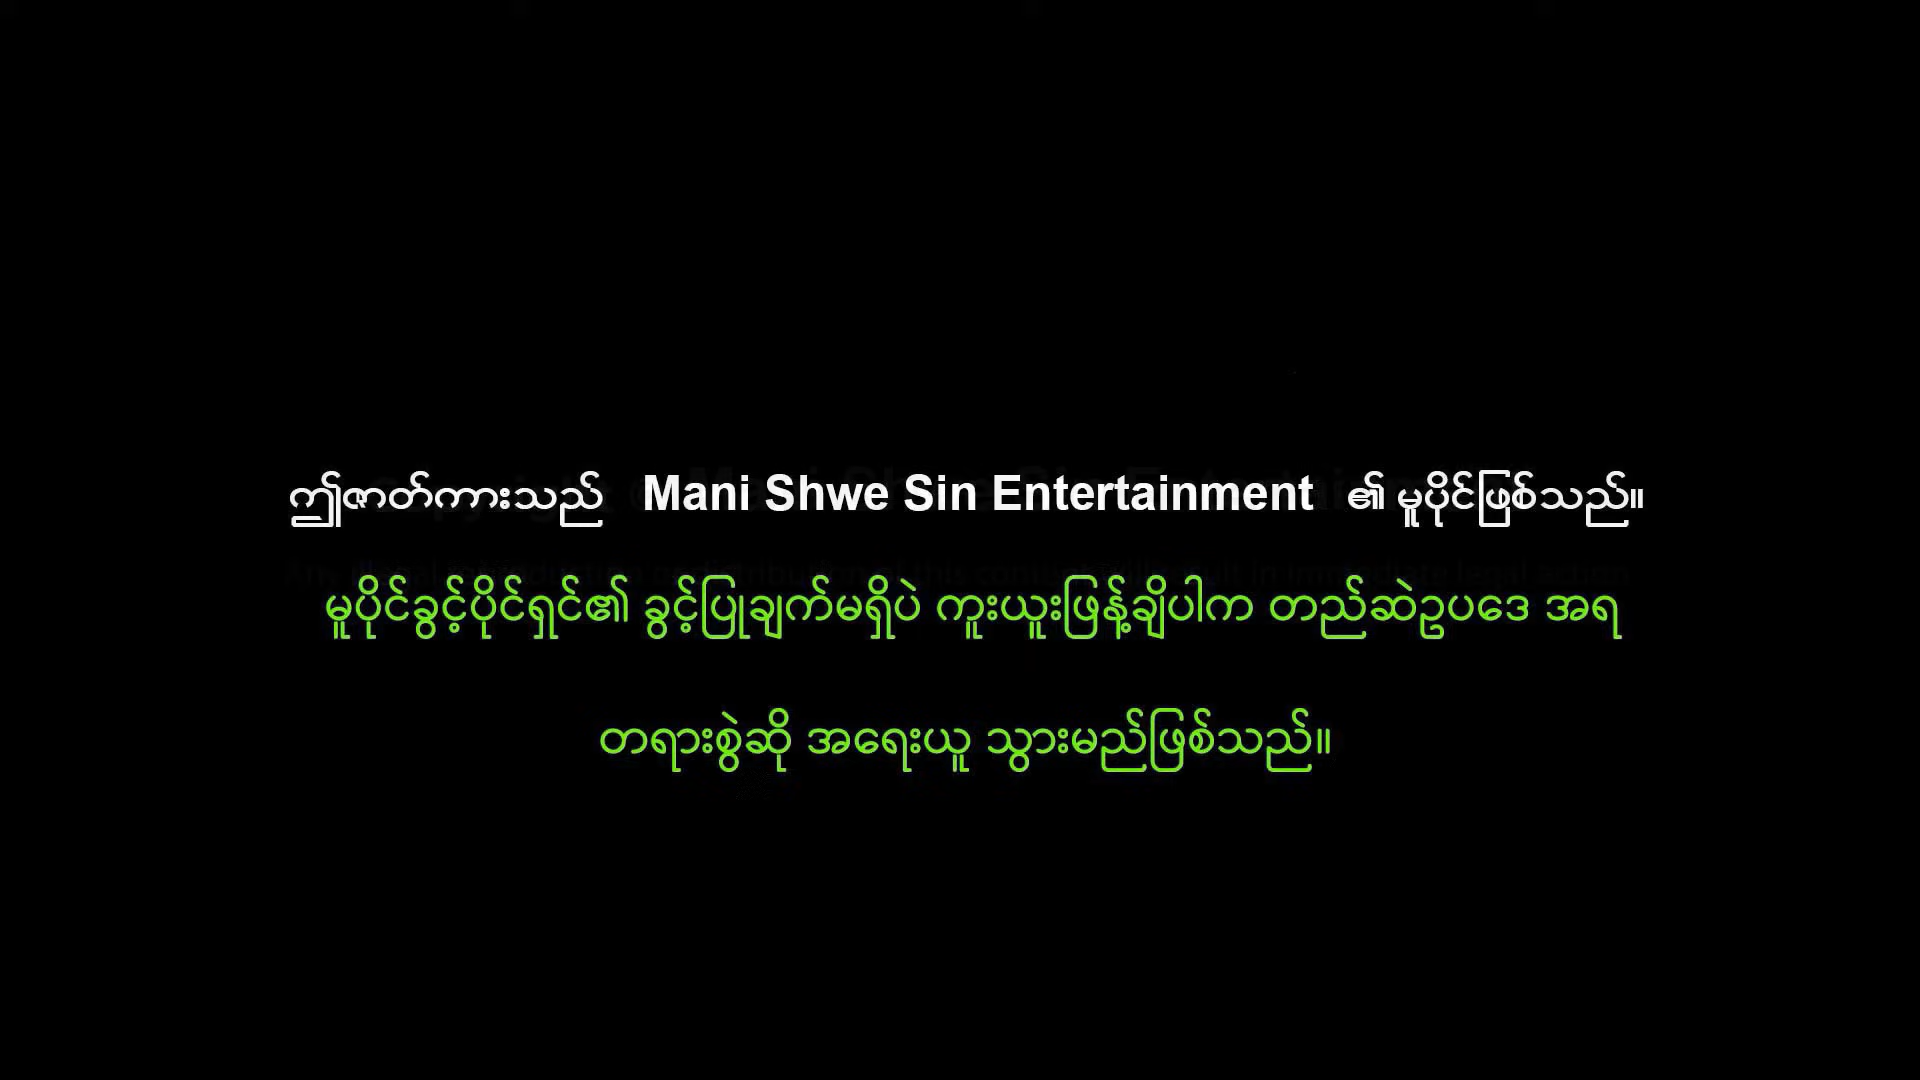 ဤဇာတ်ကားသည် Mani Shwe Sin Entertainment ၏ မူပိုင်ဖြစ်သည်။
မူပိုင်ခွင့်ပိုင်ရှင်၏ ခွင့်ပြုချက်မရှိပဲ ကူးယူးဖြန့်ချိပါက တည်ဆဲဥပဒေ အရ
တရားစွဲဆို အရေးယူ သွားမည်ဖြစ်သည်။